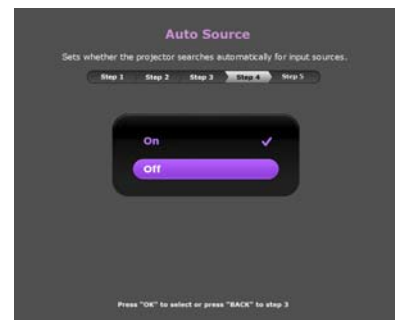 Auto Source
Sets whether the projector searches automatically for input sources.
Step 1 Step 2 Step 3 Step 4 Step 5
On
Off
Press "OK" to select or press "BACK" to step 3